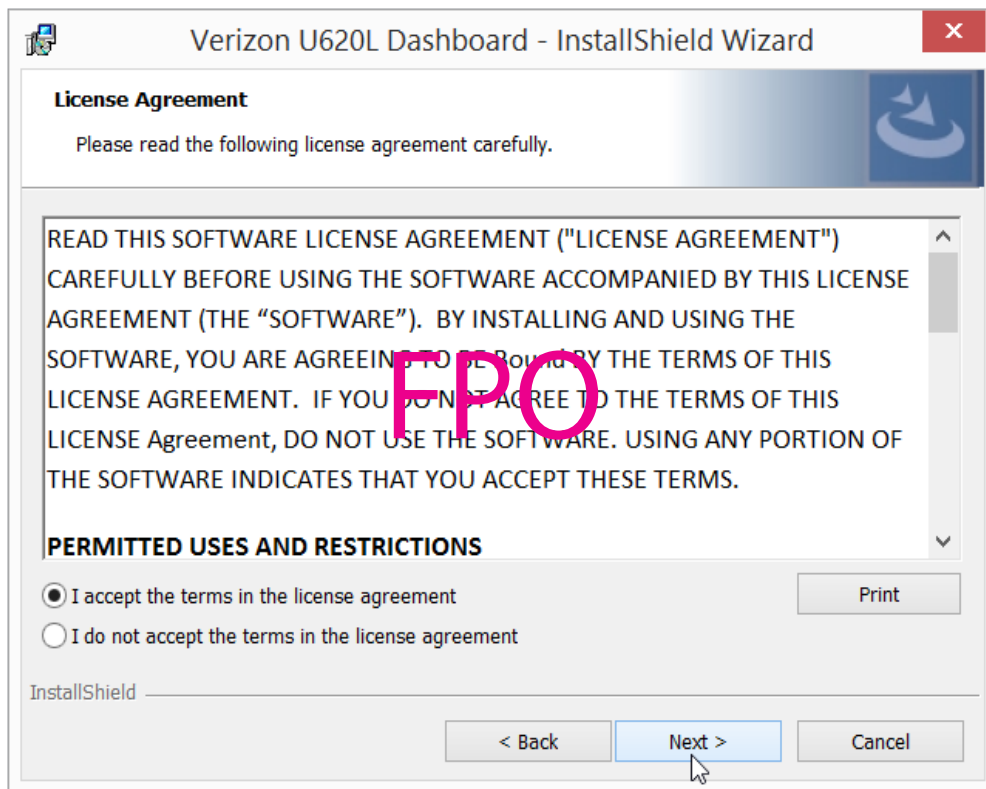 Verizon U620L Dashboard - InstallShield Wizard
License Agreement
Please read the following license agreement carefully.
READ THIS SOFTWARE LICENSE AGREEMENT ("LICENSE AGREEMENT")
CAREFULLY BEFORE USING THE SOFTWARE ACCOMPANIED BY THIS LICENSE
AGREEMENT (THE “SOFTWARE”).  BY INSTALLING AND USING THE
SOFTWARE, YOU ARE AGREEING TO BE Bound BY THE TERMS OF THIS
LICENSE AGREEMENT.  IF YOU DO NOT AGREE TO THE TERMS OF THIS
LICENSE Agreement, DO NOT USE THE SOFTWARE. USING ANY PORTION OF
THE SOFTWARE INDICATES THAT YOU ACCEPT THESE TERMS.
FPO
PERMITTED USES AND RESTRICTIONS
I accept the terms in the license agreement
Print
I do not accept the terms in the license agreement
InstallShield
< Back
Next >
Cancel